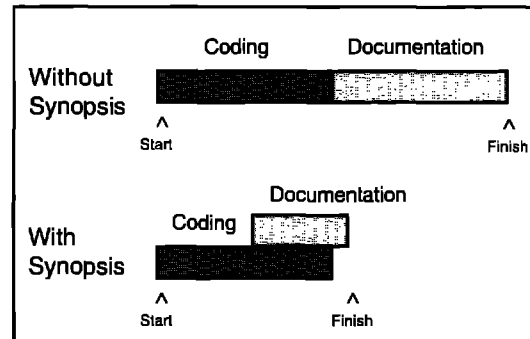 Coding Documentation
Without
Synopsis
^ ^
Start Finish
Documentation
Coding
With
Synopsis
^ ^
Start Finish